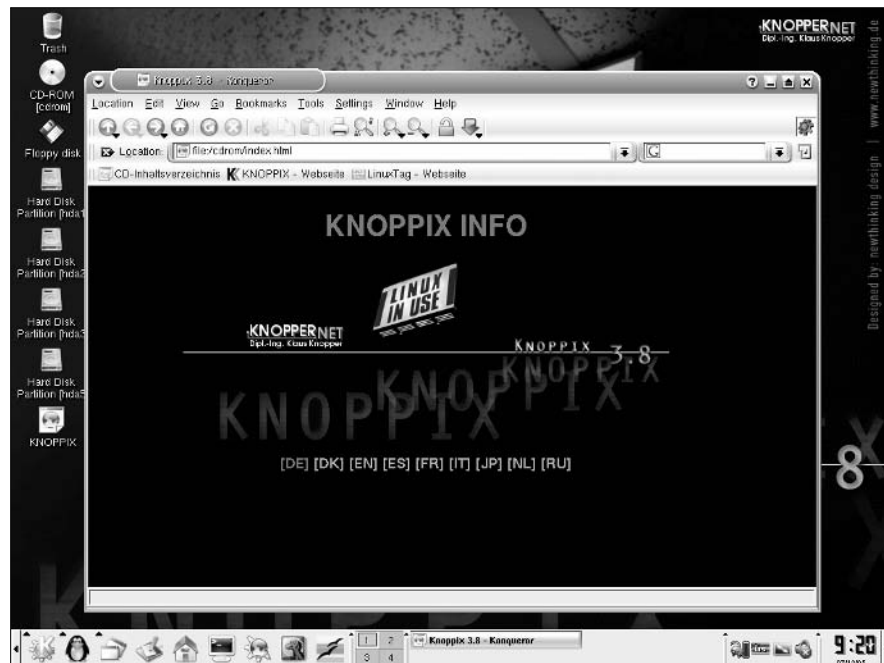 Trash
CD-ROM
[cdrom]
Floppy disk
Hard Disk
Partition [hda1
Hard Disk
Partition [hda2
Hard Disk
Partition [hda3
Hard Disk
Partition [hda5
KNOPPIX
KNOPPERNET
Dipl.-Ing. Klaus Knopper
Designed by: newthinking design | www.newthinking.de
Knoppix 3.8 - Konqueror
Location Edit View Go Bookmarks Tools Settings Window Help
Location: file:/cdrom/index.html
G
CD-Inhaltsverzeichnis KNOPPIX - Webseite LinuxTag - Webseite
KNOPPIX INFO
LINUX
IN USE
KNOPPERNET
Dipl.-Ing. Klaus Knopper
KNOPPIX 3.8
KNOPPIX
KNOPPIX
KNOPPIX
[DE] [DK] [EN] [ES] [FR] [IT] [JP] [NL] [RU]
8
1 2
3 4
Knoppix 3.8 - Konqueror
9:20